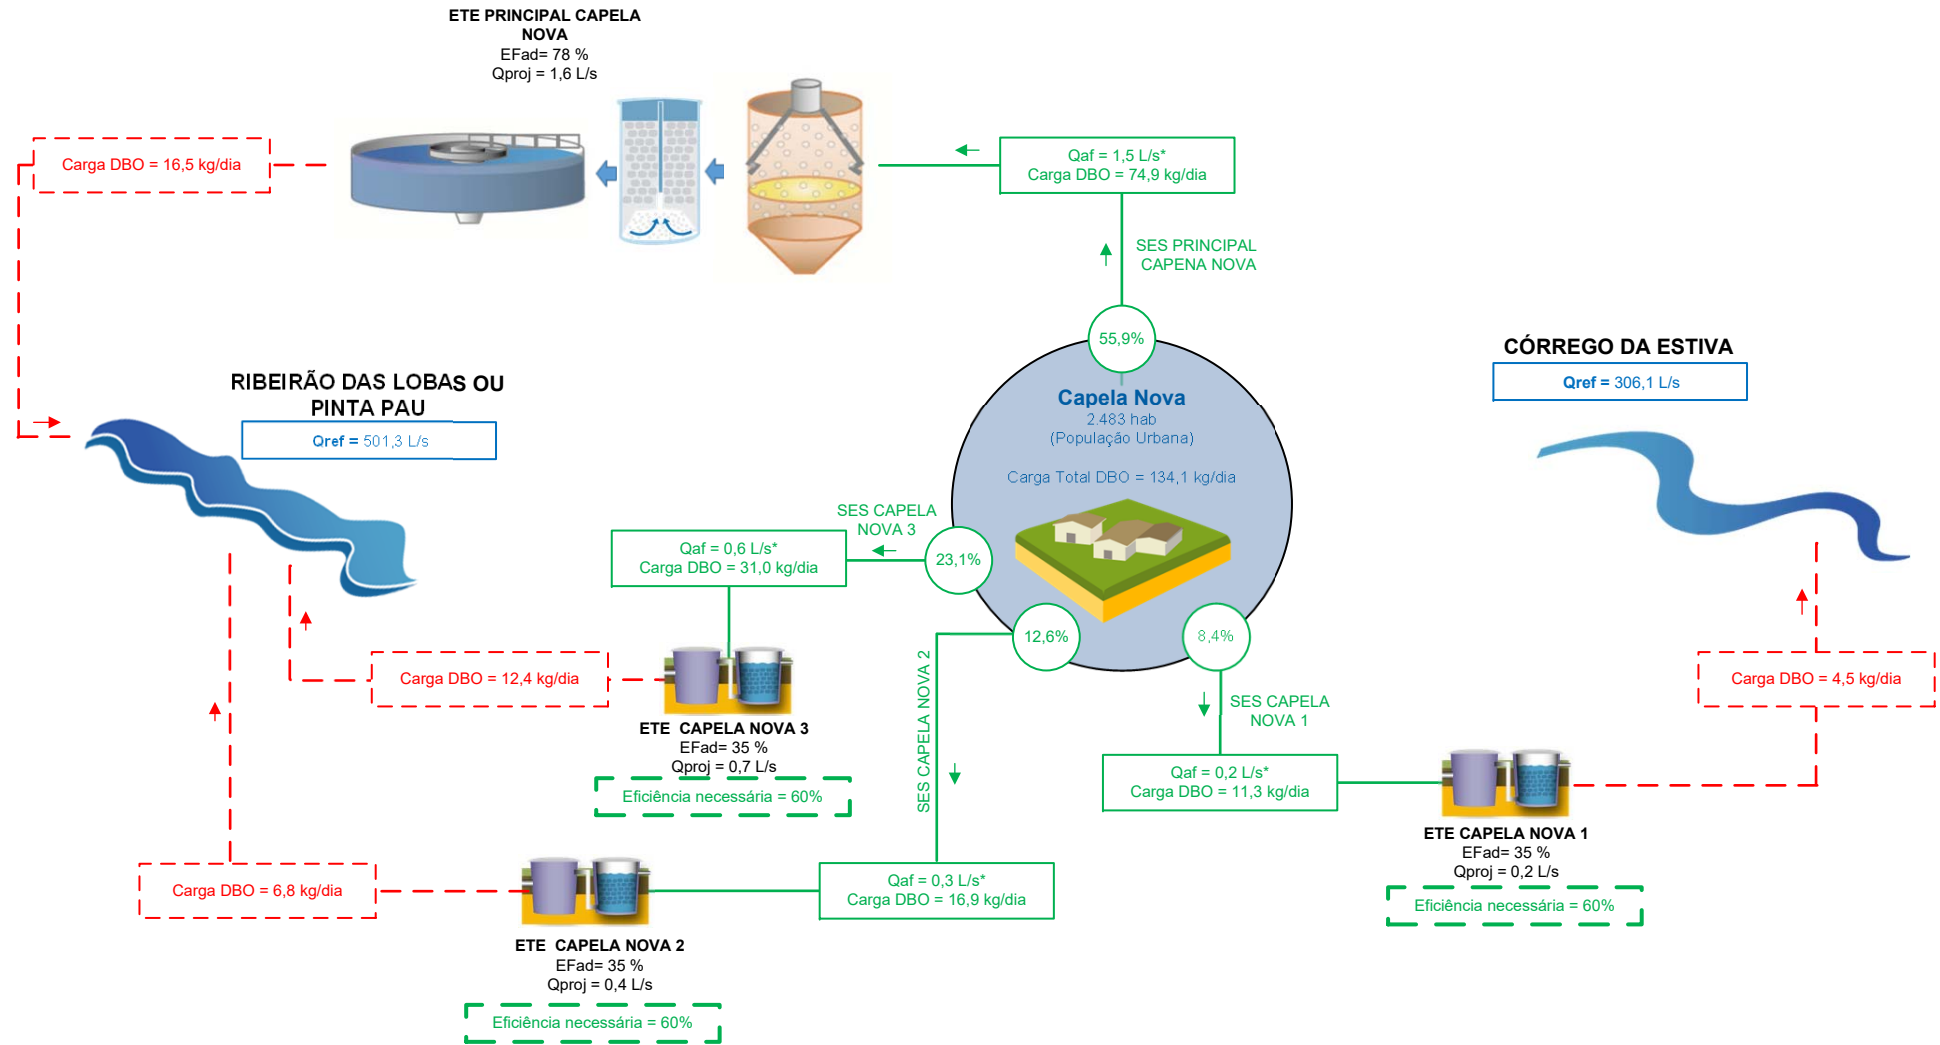 ETE PRINCIPAL CAPELA
NOVA
EFad= 78 %
Qproj = 1,6 L/s
Carga DBO = 16,5 kg/dia
Qaf = 1,5 L/s*
Carga DBO = 74,9 kg/dia
SES PRINCIPAL
CAPENA NOVA
55,9%
CÓRREGO DA ESTIVA
Qref = 306,1 L/s
RIBEIRÃO DAS LOBAS OU
PINTA PAU
Qref = 501,3 L/s
Capela Nova
2.483 hab
(População Urbana)
Carga Total DBO = 134,1 kg/dia
SES CAPELA
NOVA 3
Qaf = 0,6 L/s*
Carga DBO = 31,0 kg/dia
23,1%
12,6%
8,4%
Carga DBO = 12,4 kg/dia
ETE  CAPELA NOVA 3
EFad= 35 %
Qproj = 0,7 L/s
Eficiência necessária = 60%
SES CAPELA NOVA 2
SES CAPELA
NOVA 1
Carga DBO = 4,5 kg/dia
Qaf = 0,2 L/s*
Carga DBO = 11,3 kg/dia
ETE CAPELA NOVA 1
EFad= 35 %
Qproj = 0,2 L/s
Eficiência necessária = 60%
Carga DBO = 6,8 kg/dia
Qaf = 0,3 L/s*
Carga DBO = 16,9 kg/dia
ETE  CAPELA NOVA 2
EFad= 35 %
Qproj = 0,4 L/s
Eficiência necessária = 60%